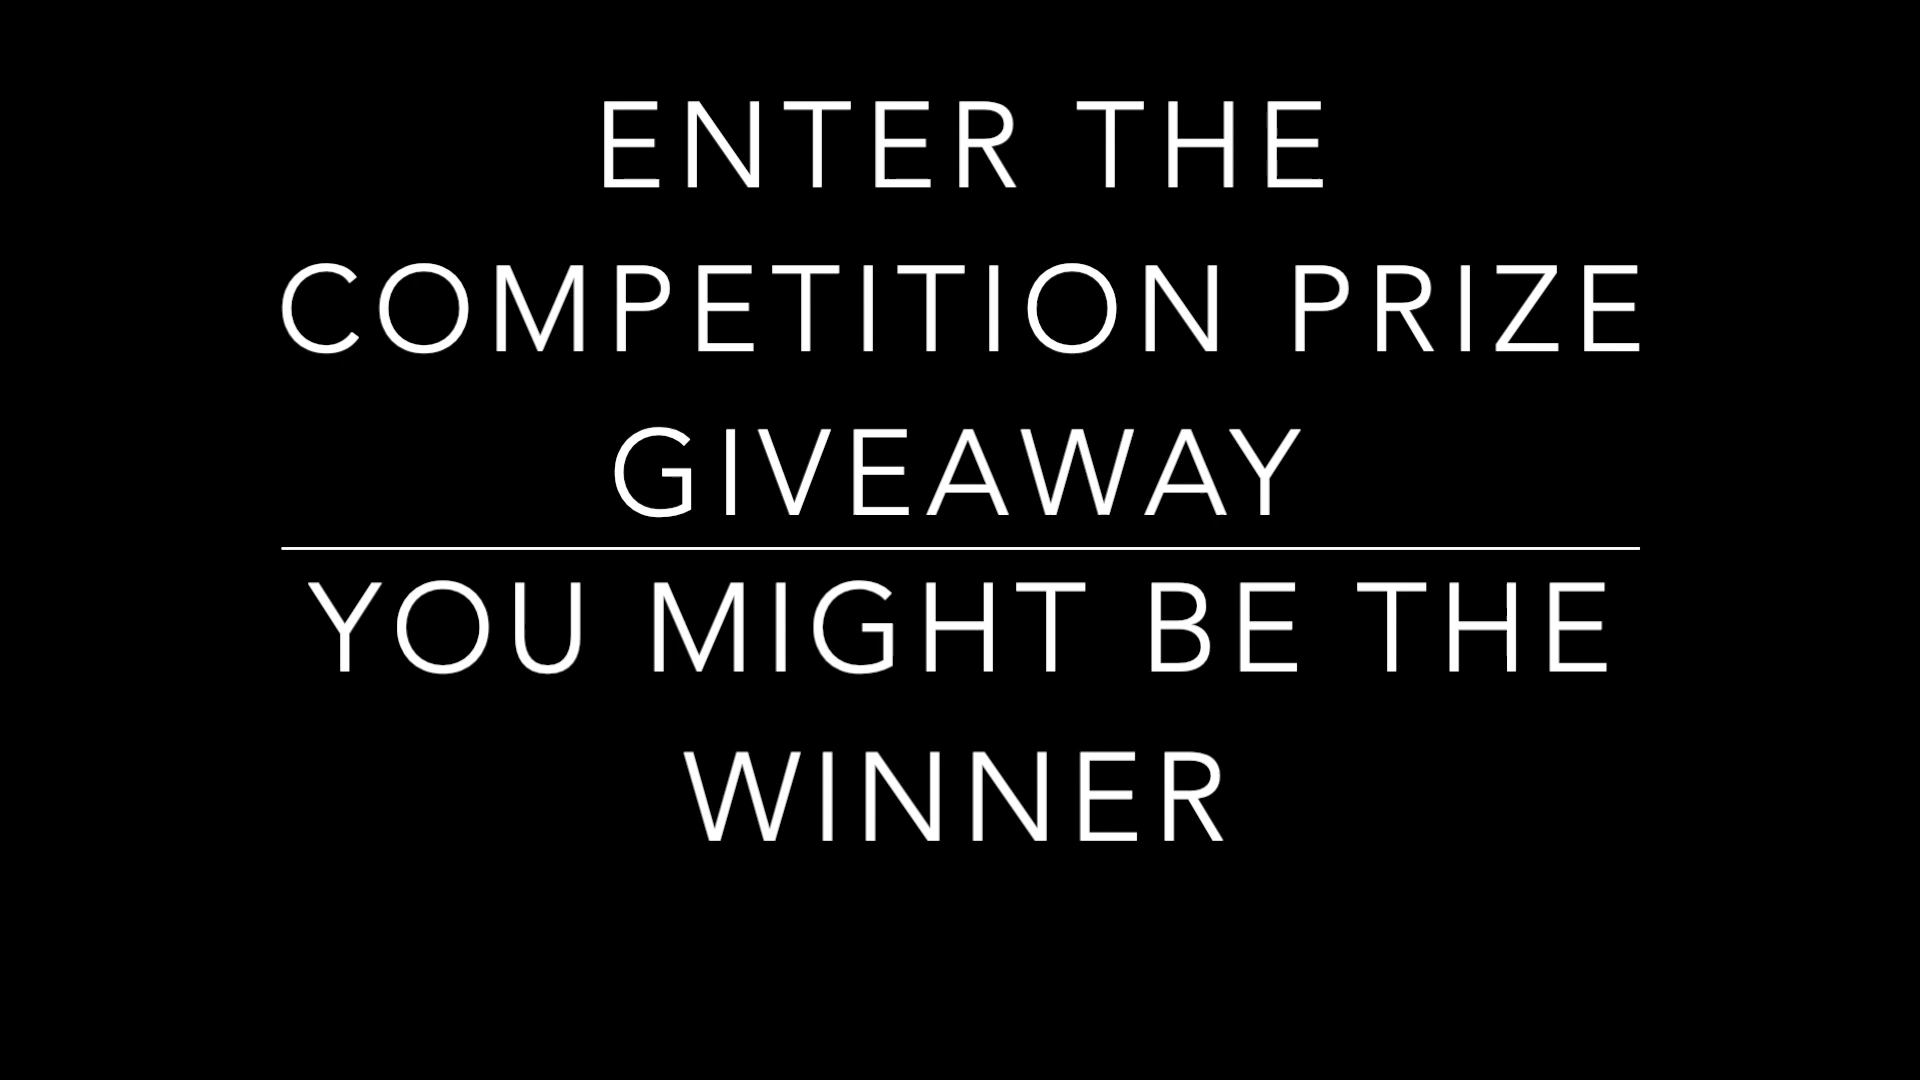 ENTER THE
COMPETITION PRIZE
GIVEAWAY
YOU MIGHT BE THE
WINNER